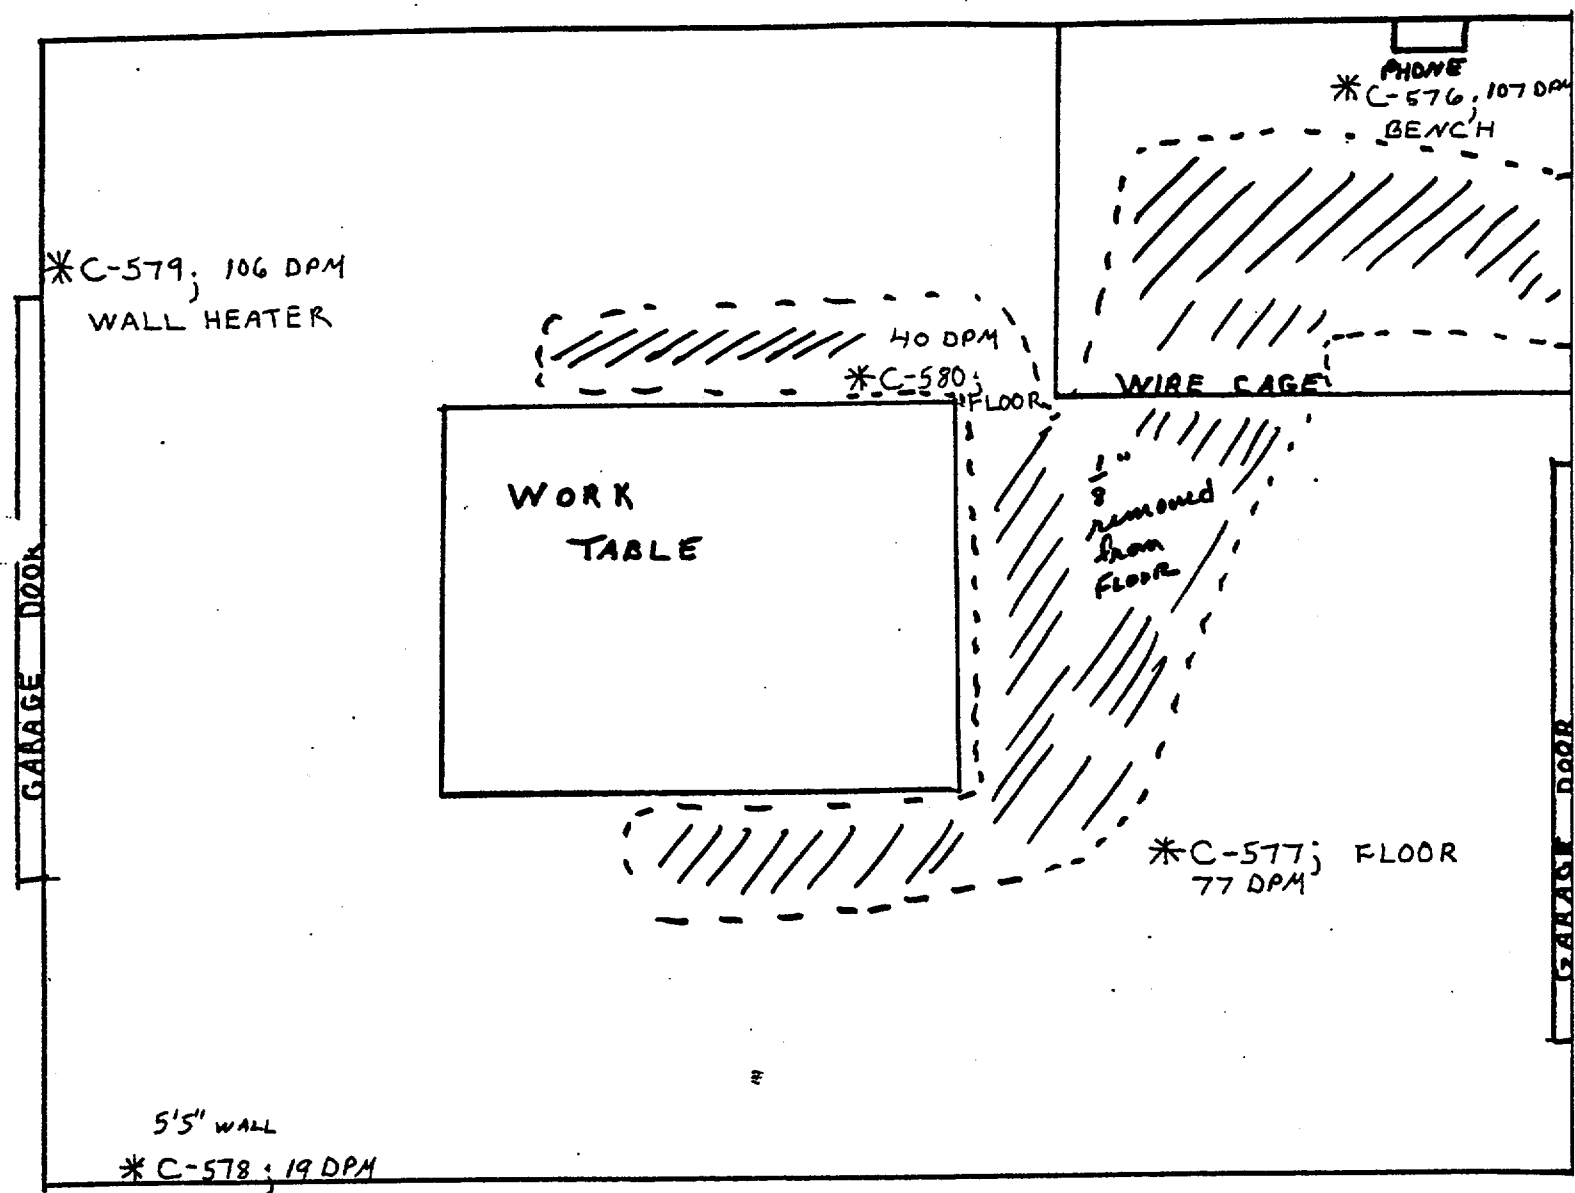 PHONE
* C-576; 107 DPM
BENCH
* C-579; 106 DPM
WALL HEATER
40 DPM
* C-580;
FLOOR
WIRE CAGE
WORK
TABLE
1/8"
removed
from
FLOOR
GARAGE DOOR
GARAGE DOOR
* C-577; FLOOR
77 DPM
5'5" WALL
* C-578; 19 DPM